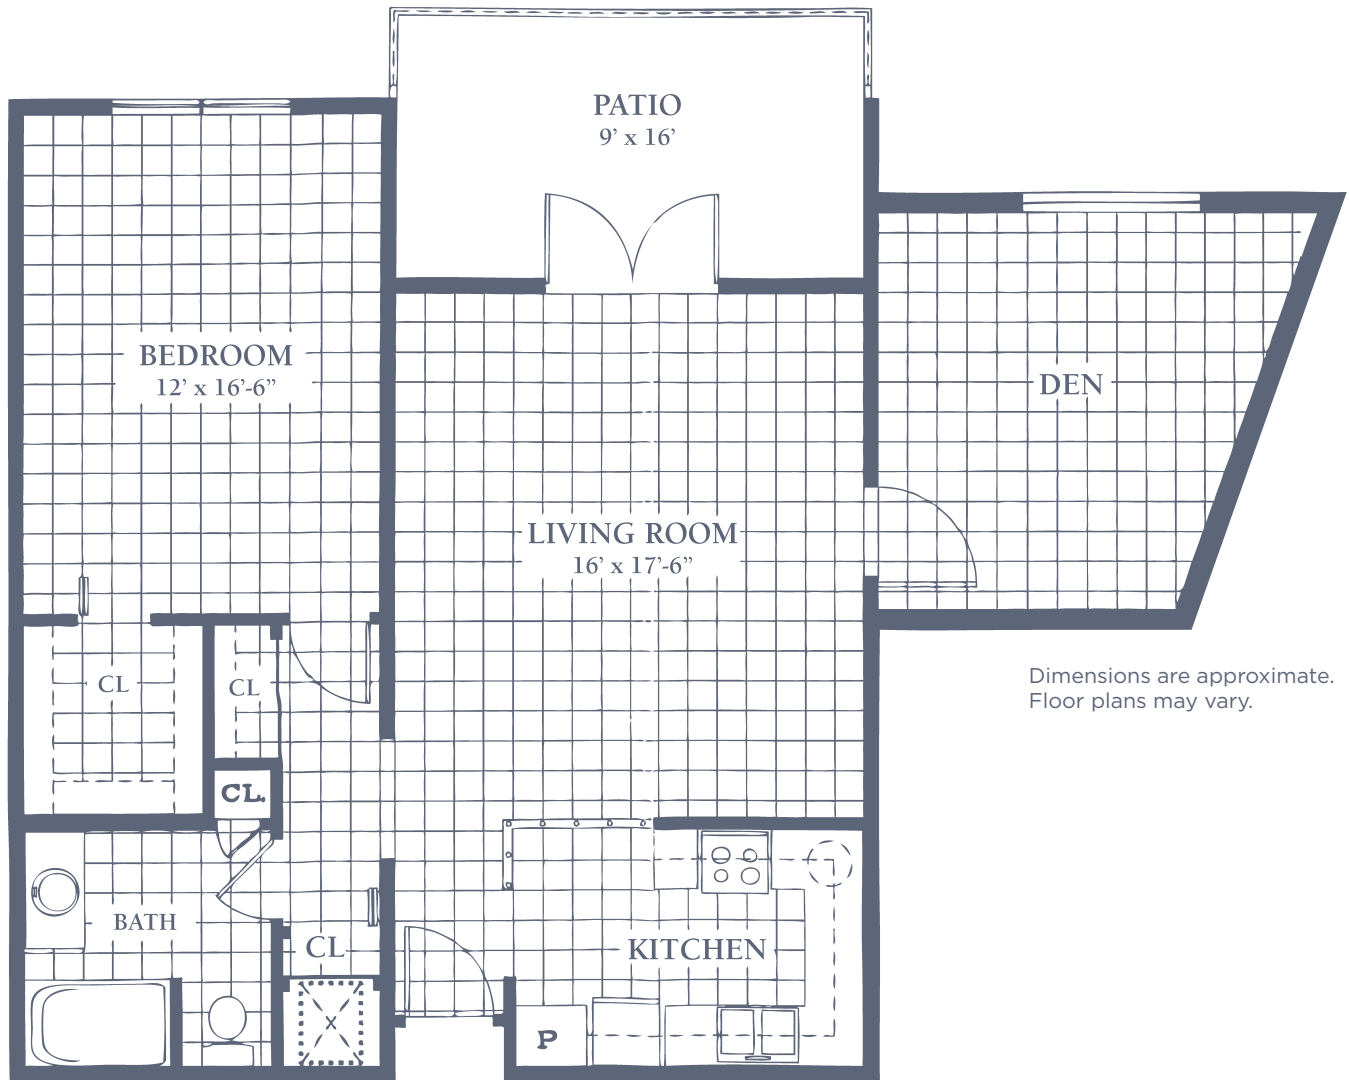 PATIO
9’ x 16’
BEDROOM
12’ x 16’-6”
DEN
LIVING ROOM
16’ x 17’-6”
Dimensions are approximate.
Floor plans may vary.
CL
CL
CL.
BATH
CL
KITCHEN
X
P